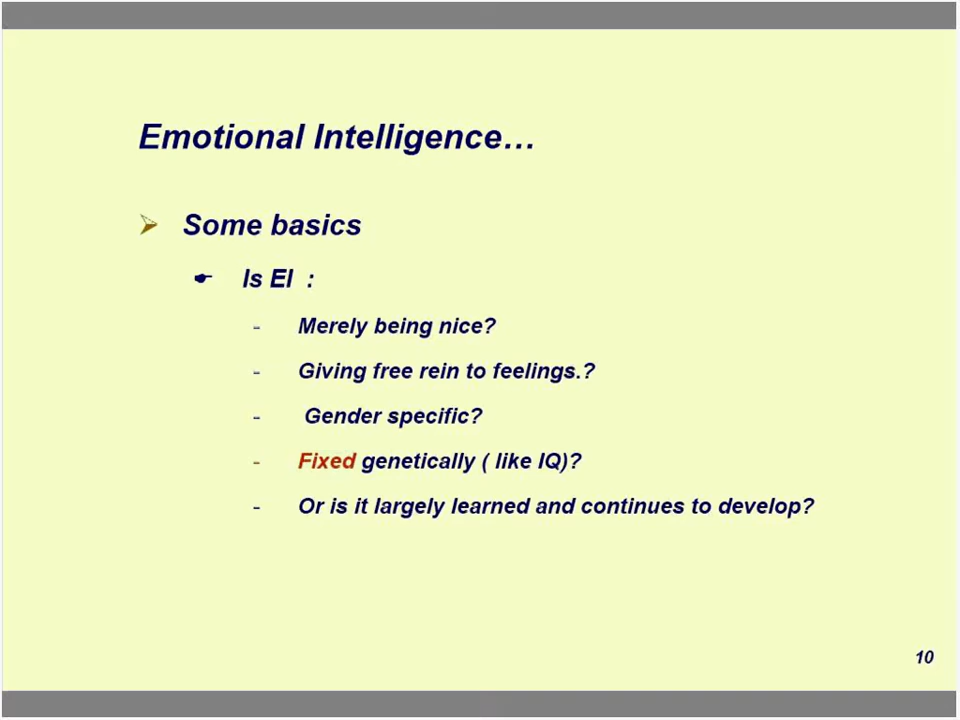 Emotional Intelligence…
Some basics
Is EI :
- Merely being nice?
- Giving free rein to feelings.?
- Gender specific?
- Fixed genetically ( like IQ)?
- Or is it largely learned and continues to develop?
10